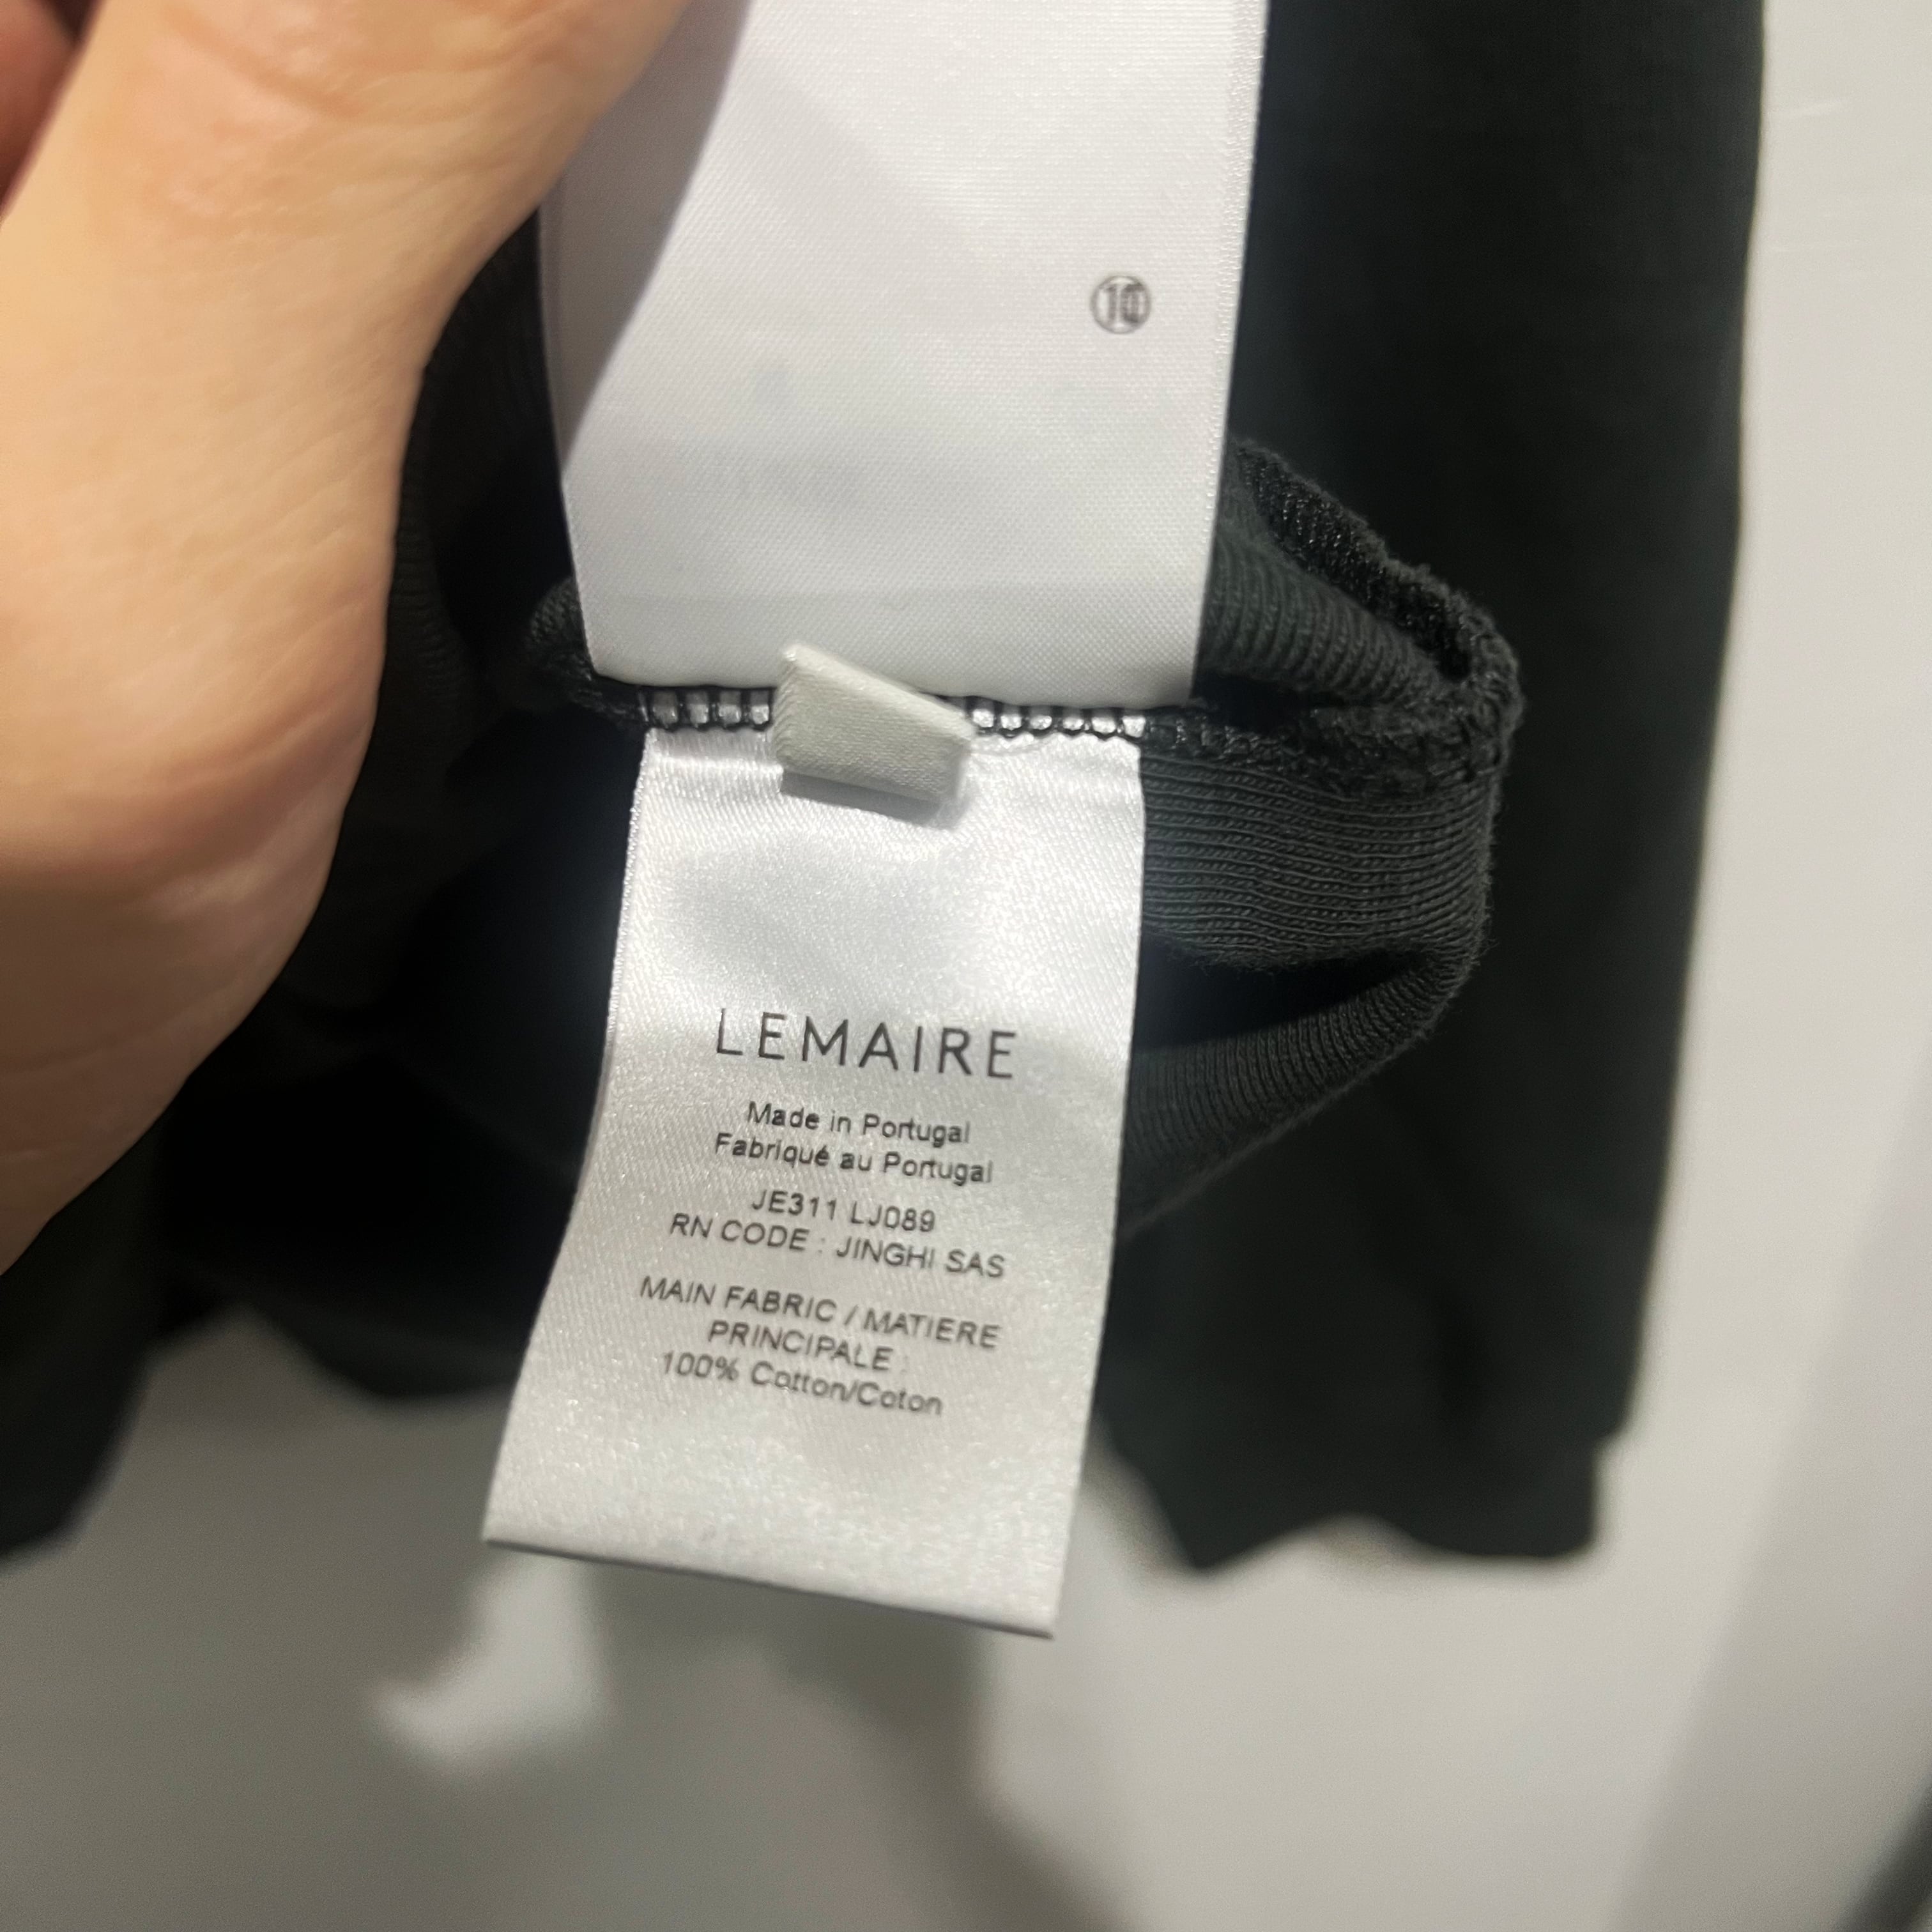 ⑩
LEMAIRE
Made in Portugal
Fabriqué au Portugal
JE311 LJ089
RN CODE : JINGHI SAS
MAIN FABRIC / MATIERE
PRINCIPALE :
100% Cotton/Coton